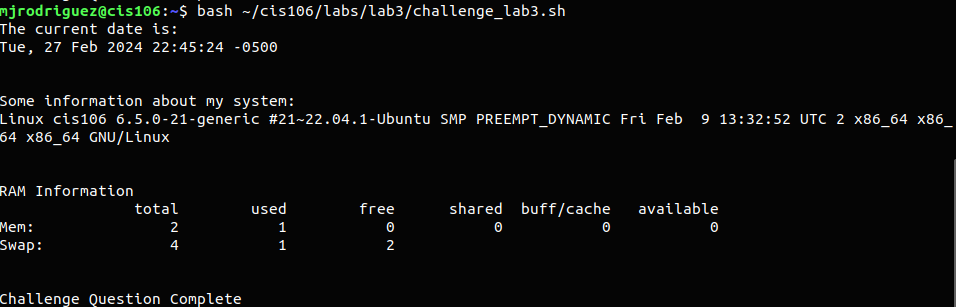 mjrodriguez@cis106:~$ bash ~/cis106/labs/lab3/challenge_lab3.sh
The current date is:
Tue, 27 Feb 2024 22:45:24 -0500
Some information about my system:
Linux cis106 6.5.0-21-generic #21~22.04.1-Ubuntu SMP PREEMPT_DYNAMIC Fri Feb  9 13:32:52 UTC 2 x86_64 x86_
64 x86_64 GNU/Linux
RAM Information
               total        used        free      shared  buff/cache   available
Mem:               2           1           0           0           0           0
Swap:              4           1           2
Challenge Question Complete